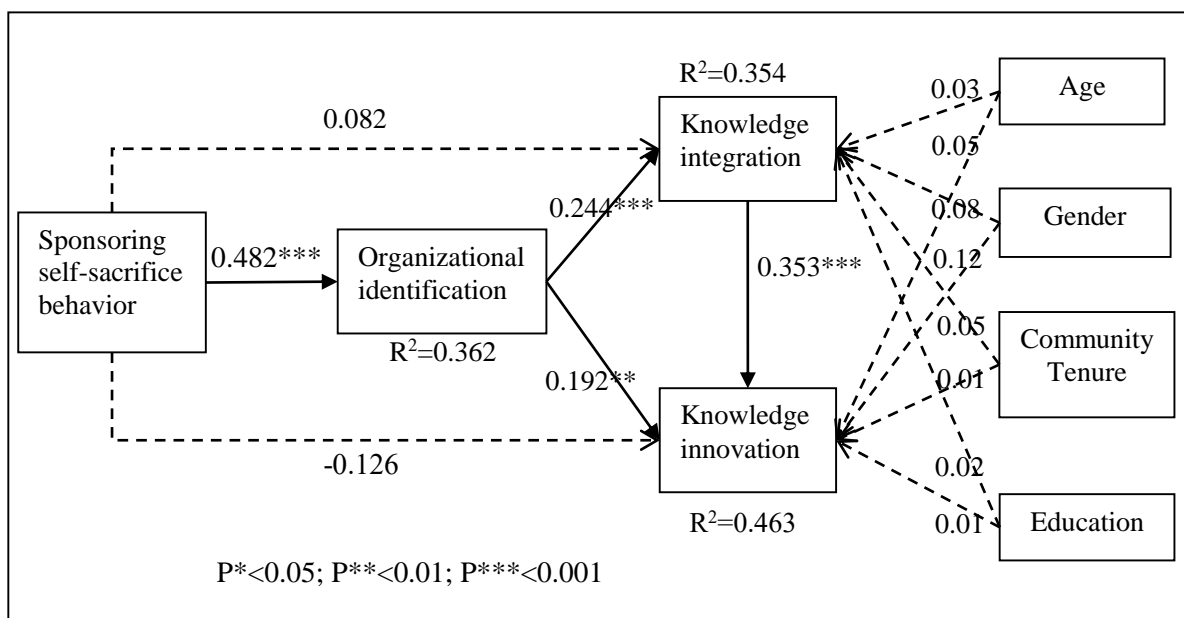 R²=0.354
0.03
Age
0.082
Knowledge
integration
0.05
0.244***
0.08
Gender
Sponsoring
self-sacrifice
behavior
0.482***
Organizational
identification
0.353***
0.12
R²=0.362
0.05
Community
Tenure
0.192**
0.01
Knowledge
innovation
-0.126
0.02
R²=0.463
0.01
Education
P*<0.05; P**<0.01; P***<0.001